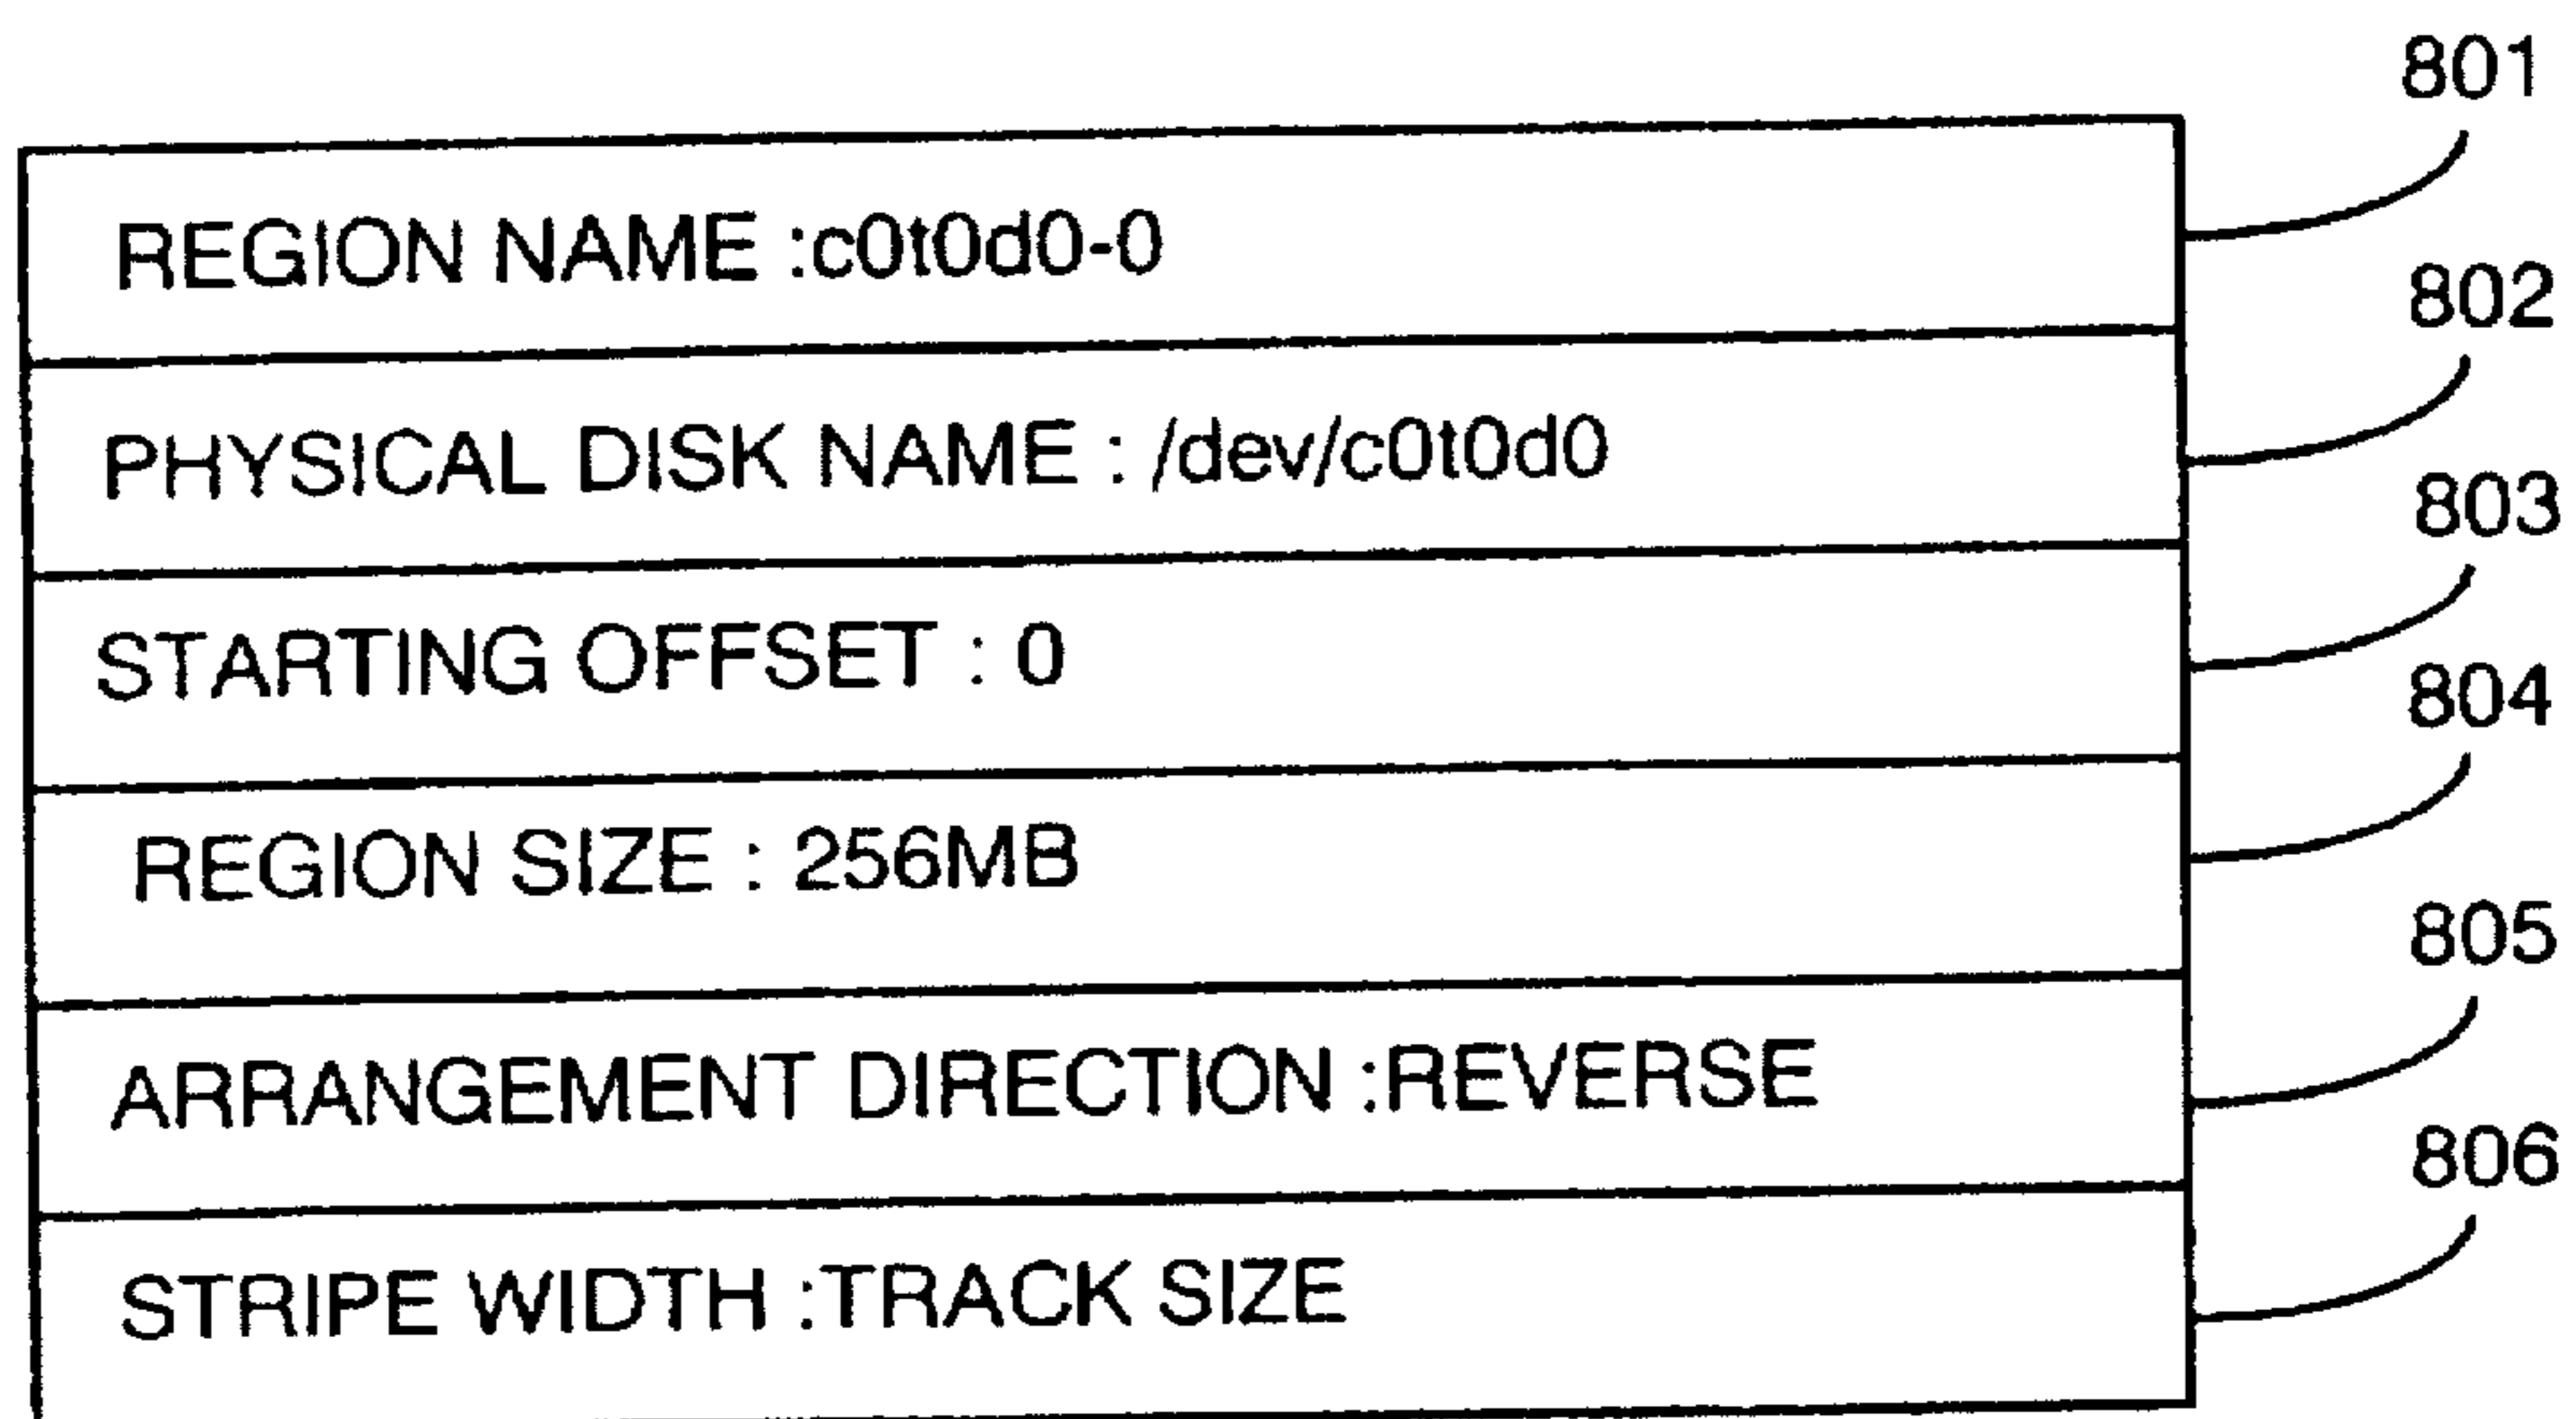 801
REGION NAME :c0t0d0-0
802
PHYSICAL DISK NAME : /dev/c0t0d0
803
STARTING OFFSET : 0
804
REGION SIZE : 256MB
805
ARRANGEMENT DIRECTION :REVERSE
806
STRIPE WIDTH :TRACK SIZE